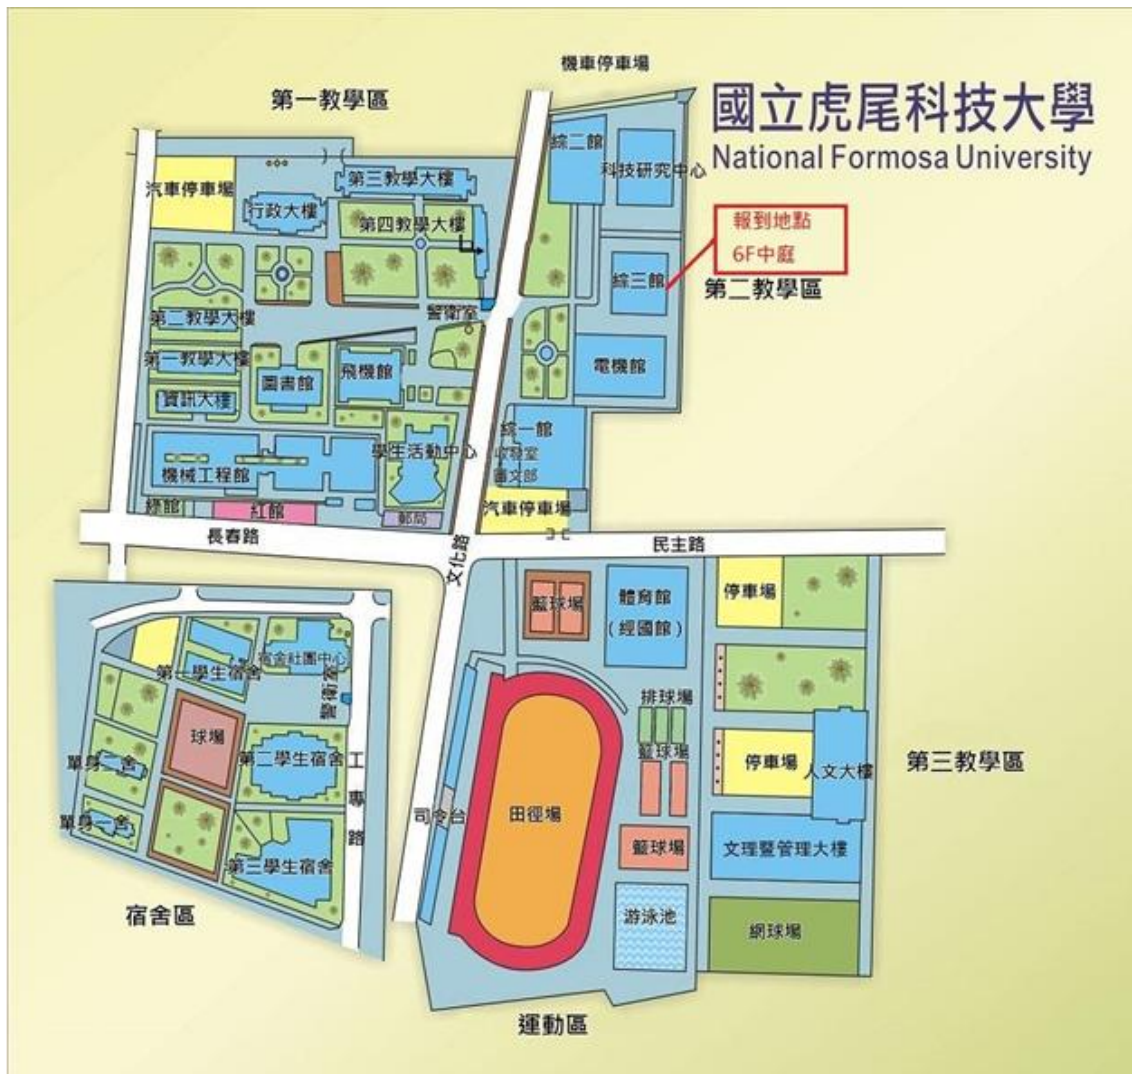 機車停車場
第一教學區
國立虎尾科技大學
National Formosa University
綜二館
科技研究中心
第三教學大樓
汽車停車場
行政大樓
第四教學大樓
報到地點
6F中庭
綜三館
第二教學區
警衛室
第二教學大樓
第一教學大樓
圖書館
飛機館
電機館
資訊大樓
綜一館
收發室
圖文部
學生活動中心
機械工程館
綠館
紅館
郵局
汽車停車場
長春路
文化路
民主路
籃球場
體育館
(經國館)
停車場
宿舍社團中心
第一學生宿舍
警衛室
排球場
球場
籃球場
第二學生宿舍
工專路
單身一舍
停車場
人文大樓
第三教學區
單身一舍
司令台
田徑場
籃球場
文理暨管理大樓
第三學生宿舍
宿舍區
游泳池
網球場
運動區